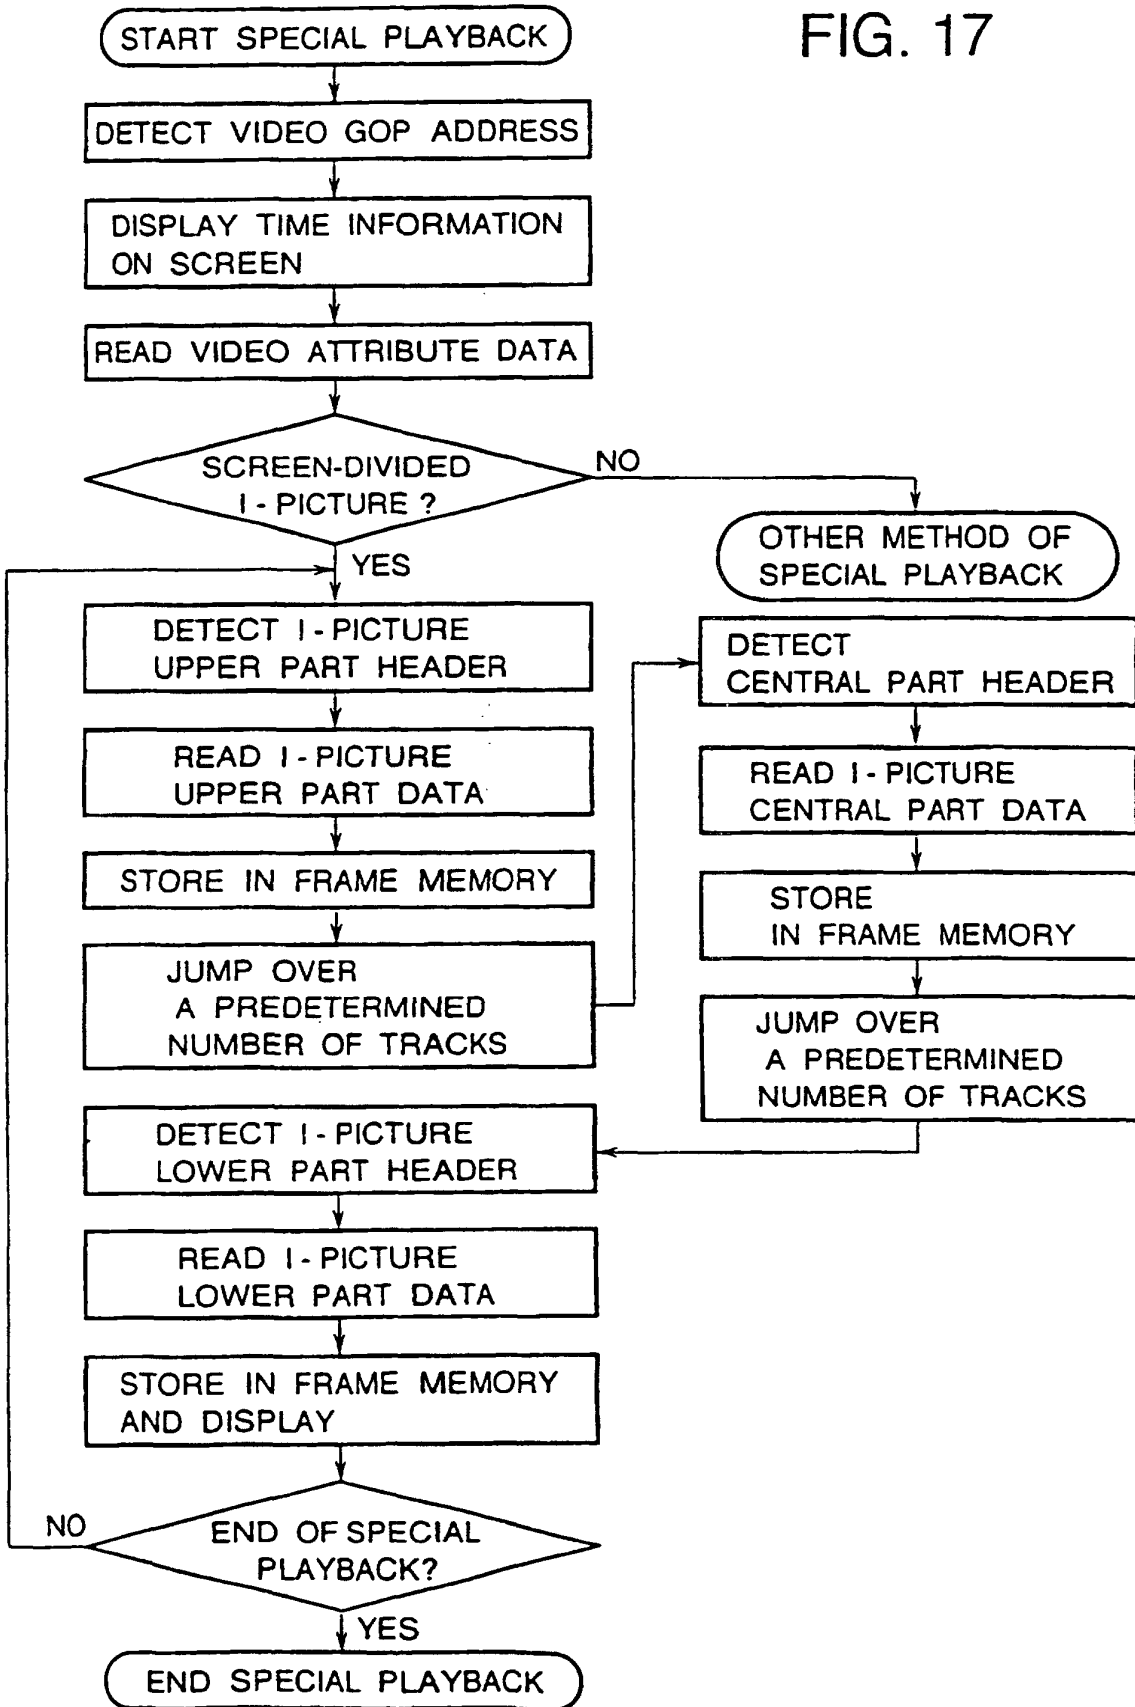 FIG. 17
START SPECIAL PLAYBACK
DETECT VIDEO GOP ADDRESS
DISPLAY TIME INFORMATION
ON SCREEN
READ VIDEO ATTRIBUTE DATA
SCREEN-DIVIDED
I - PICTURE ?
NO
YES
OTHER METHOD OF
SPECIAL PLAYBACK
DETECT I - PICTURE
UPPER PART HEADER
READ I - PICTURE
UPPER PART DATA
STORE IN FRAME MEMORY
JUMP OVER
A PREDETERMINED
NUMBER OF TRACKS
DETECT
CENTRAL PART HEADER
READ I - PICTURE
CENTRAL PART DATA
STORE
IN FRAME MEMORY
JUMP OVER
A PREDETERMINED
NUMBER OF TRACKS
DETECT I - PICTURE
LOWER PART HEADER
READ I - PICTURE
LOWER PART DATA
STORE IN FRAME MEMORY
AND DISPLAY
END OF SPECIAL
PLAYBACK?
NO
YES
END SPECIAL PLAYBACK